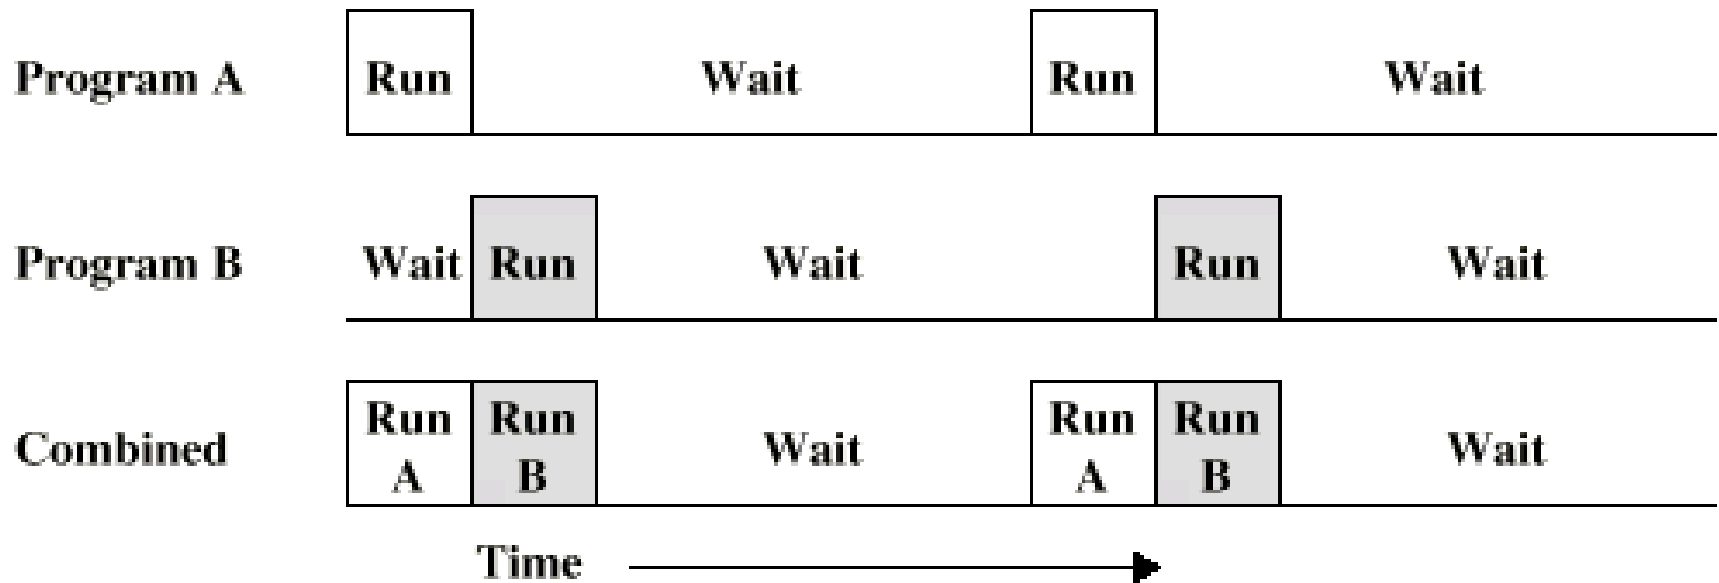 Program A Run Wait Run Wait
Program B Wait Run Wait Run Wait
Combined Run A Run B Wait Run A Run B Wait
Time